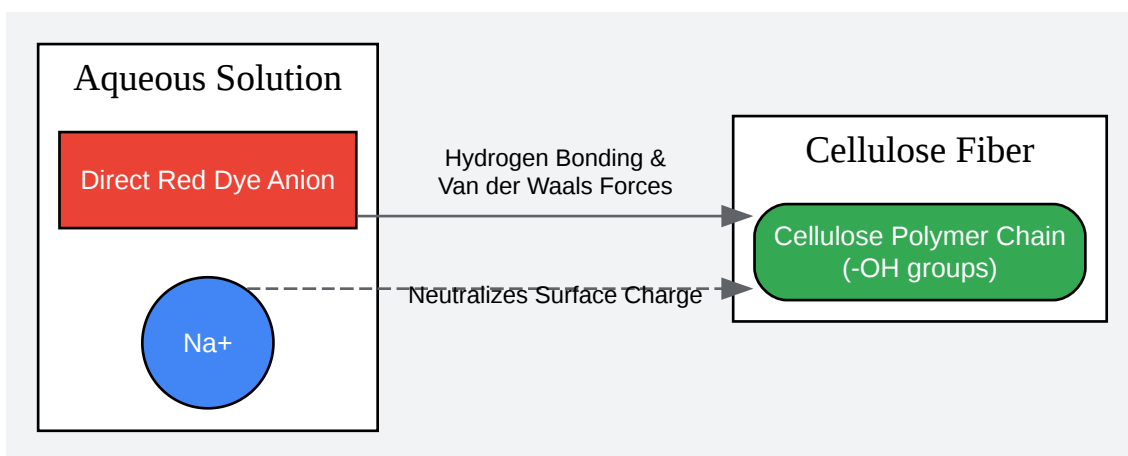 Aqueous Solution
Direct Red Dye Anion
Na+
Hydrogen Bonding &
Van der Waals Forces
Neutralizes Surface Charge
Cellulose Fiber
Cellulose Polymer Chain
(-OH groups)